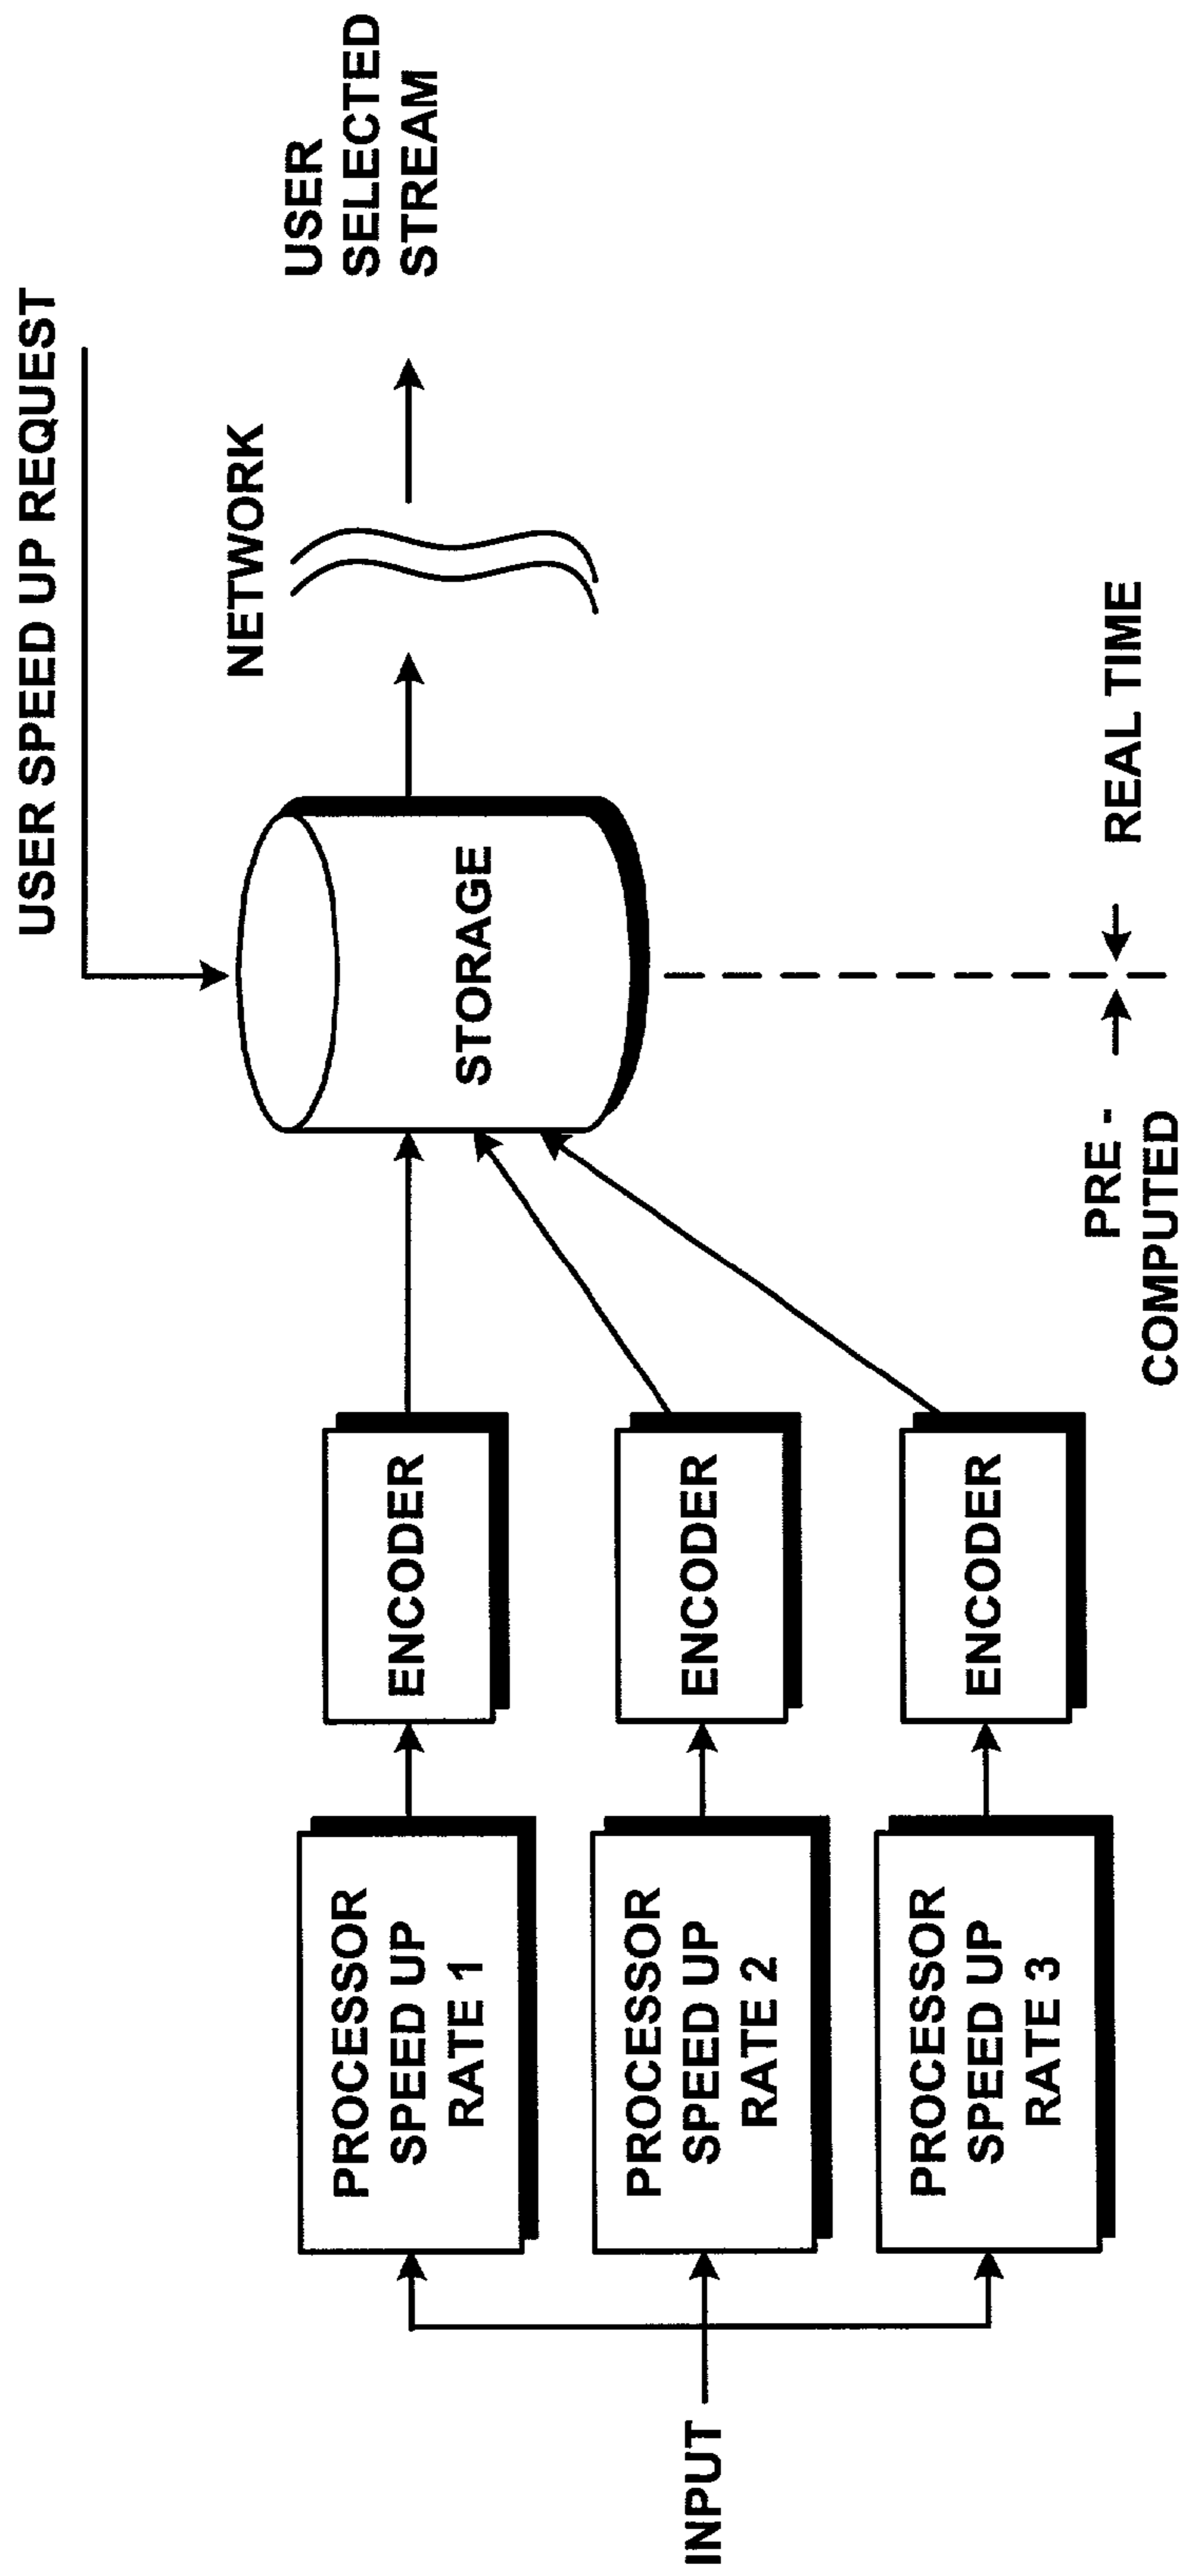 USER SPEED UP REQUEST
NETWORK
USER
SELECTED
STREAM
STORAGE
INPUT
PROCESSOR
SPEED UP
RATE 1
ENCODER
PROCESSOR
SPEED UP
RATE 2
ENCODER
PROCESSOR
SPEED UP
RATE 3
ENCODER
PRE -
COMPUTED
REAL TIME